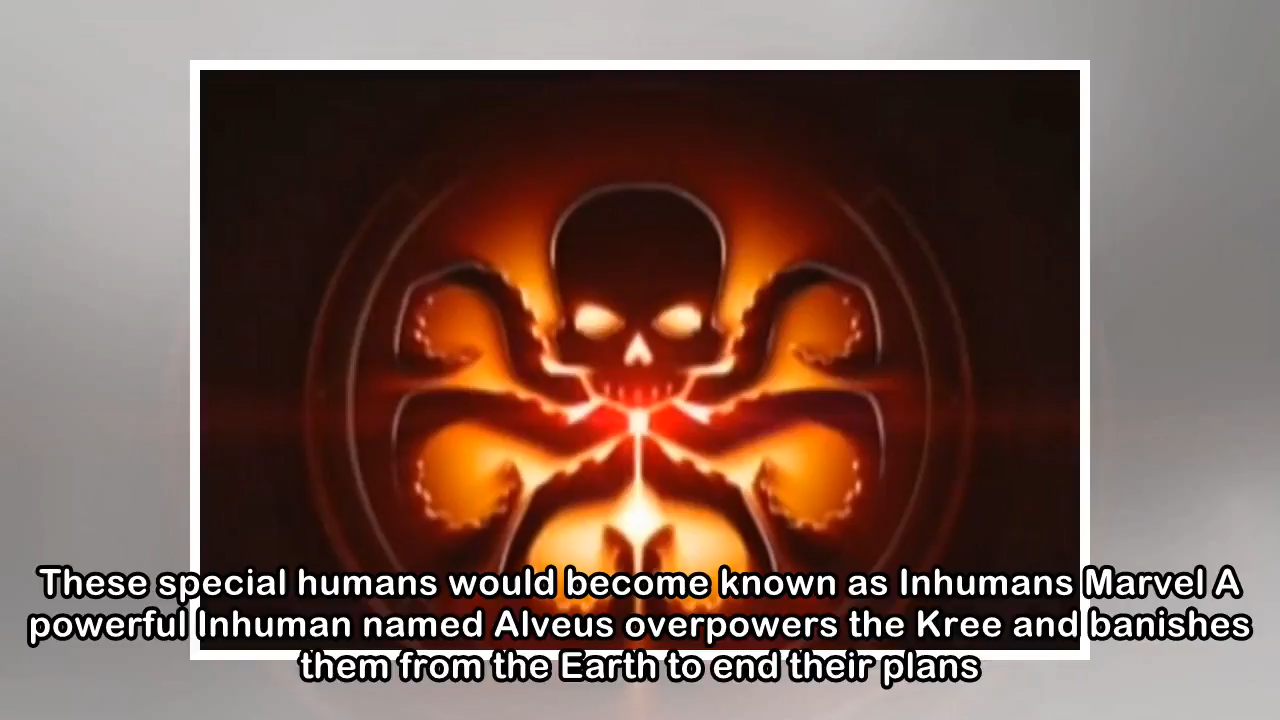 These special humans would become known as Inhumans Marvel A
powerful Inhuman named Alveus overpowers the Kree and banishes
them from the Earth to end their plans